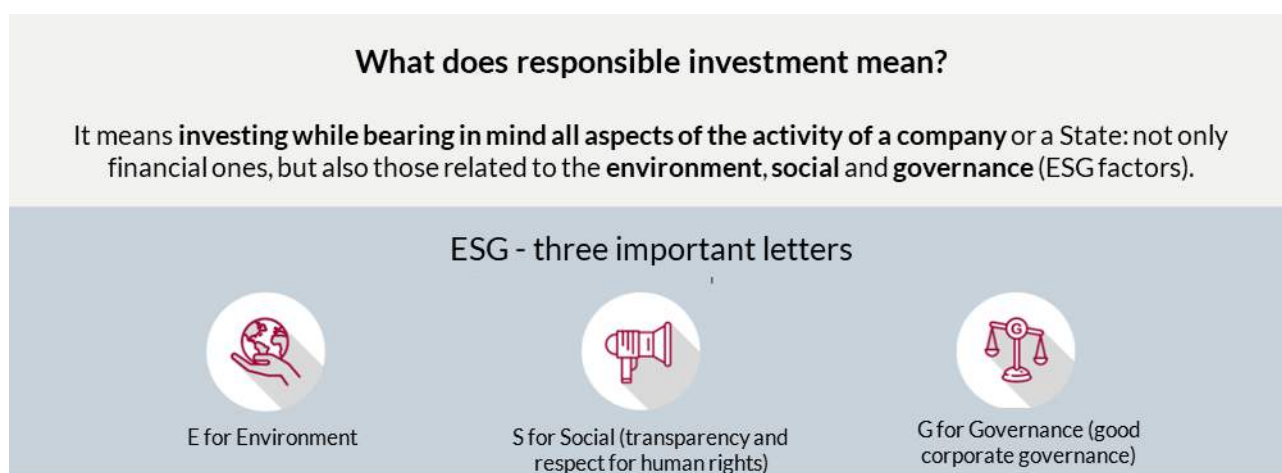 What does responsible investment mean?
It means investing while bearing in mind all aspects of the activity of a company or a State: not only
financial ones, but also those related to the environment, social and governance (ESG factors).
ESG - three important letters
G
E for Environment
S for Social (transparency and
respect for human rights)
G for Governance (good
corporate governance)